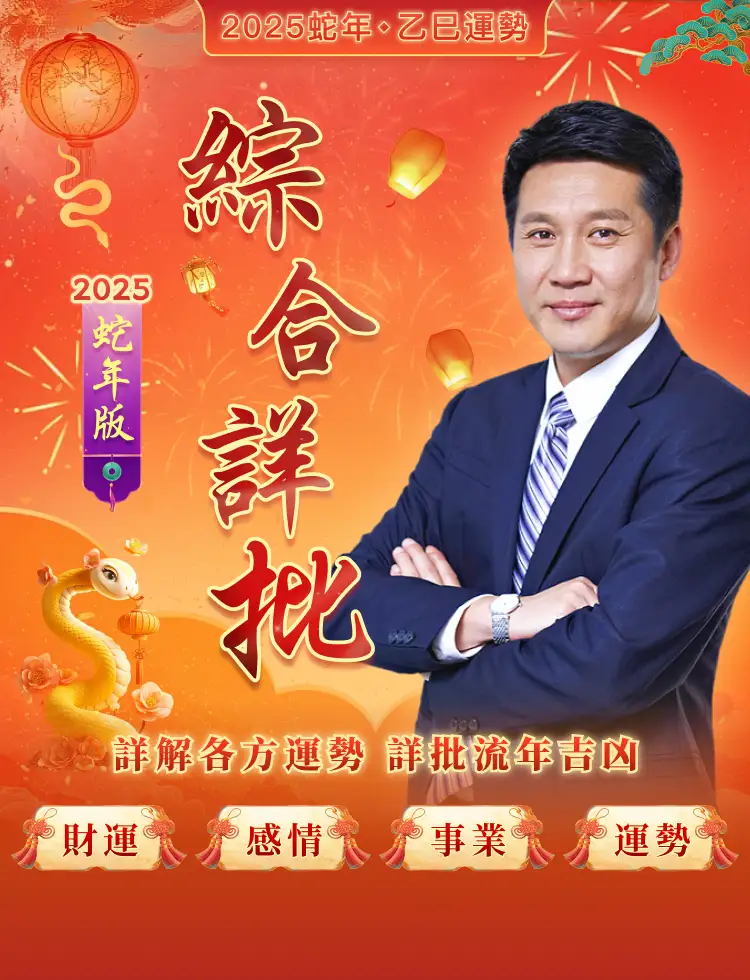 2025蛇年·乙巳運勢
綜合詳批
2025
蛇年版
詳解各方運勢 詳批流年吉凶
財運
感情
事業
運勢